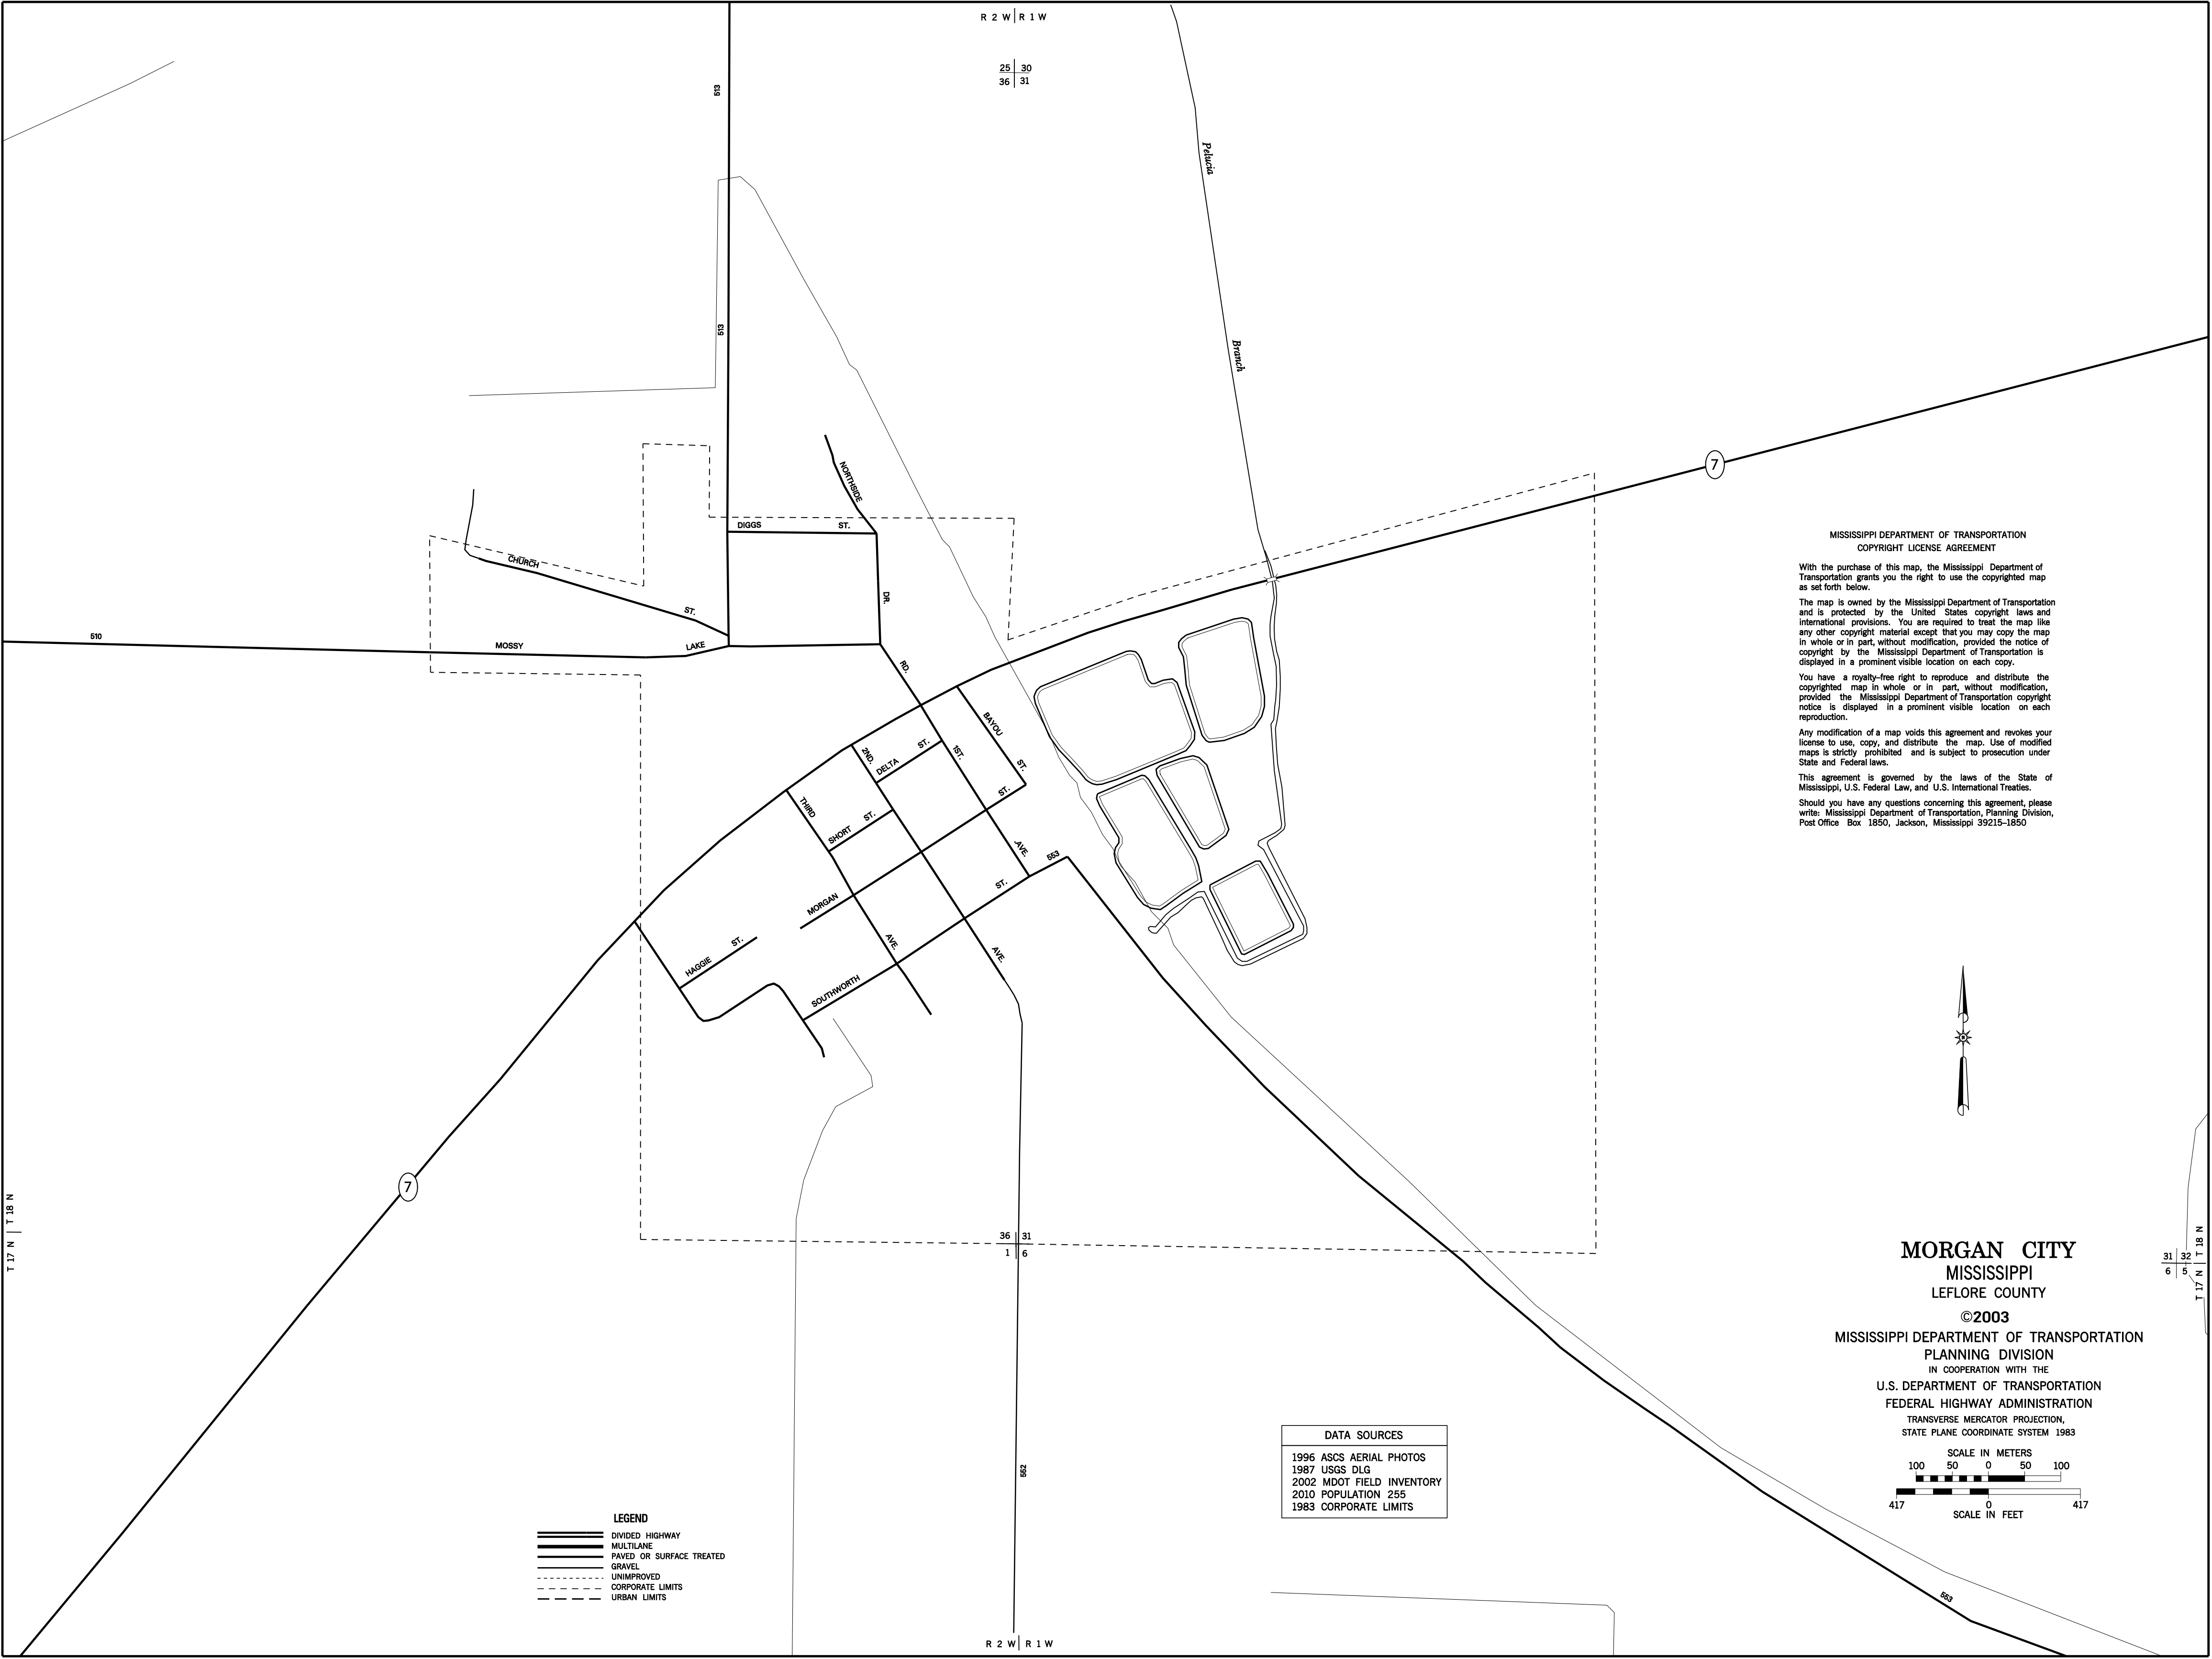 R 2 W R 1 W
25 30
36 31
513
Pelucia
513
Branch
7
NORTHSIDE
DIGGS ST.
CHURCH ST.
DR.
510
MOSSY LAKE RD.
BAYOU ST.
2ND. AVE.
1ST. AVE.
DELTA ST.
THIRD AVE.
SHORT ST.
MORGAN ST.
553
HAGGIE ST.
SOUTHWORTH ST.
7
T 18 N
T 17 N
36 31
1 6
552
553
R 2 W R 1 W
31 32
6 5
T 18 N
T 17 N
MISSISSIPPI DEPARTMENT OF TRANSPORTATION
COPYRIGHT LICENSE AGREEMENT
With the purchase of this map, the Mississippi Department of
Transportation grants you the right to use the copyrighted map
as set forth below.
The map is owned by the Mississippi Department of Transportation
and is protected by the United States copyright laws and
international provisions. You are required to treat the map like
any other copyright material except that you may copy the map
in whole or in part, without modification, provided the notice of
copyright by the Mississippi Department of Transportation is
displayed in a prominent visible location on each copy.
You have a royalty-free right to reproduce and distribute the
copyrighted map in whole or in part, without modification,
provided the Mississippi Department of Transportation copyright
notice is displayed in a prominent visible location on each
reproduction.
Any modification of a map voids this agreement and revokes your
license to use, copy, and distribute the map. Use of modified
maps is strictly prohibited and is subject to prosecution under
State and Federal laws.
This agreement is governed by the laws of the State of
Mississippi, U.S. Federal Law, and U.S. International Treaties.
Should you have any questions concerning this agreement, please
write: Mississippi Department of Transportation, Planning Division,
Post Office Box 1850, Jackson, Mississippi 39215-1850
MORGAN CITY
MISSISSIPPI
LEFLORE COUNTY
©2003
MISSISSIPPI DEPARTMENT OF TRANSPORTATION
PLANNING DIVISION
IN COOPERATION WITH THE
U.S. DEPARTMENT OF TRANSPORTATION
FEDERAL HIGHWAY ADMINISTRATION
TRANSVERSE MERCATOR PROJECTION,
STATE PLANE COORDINATE SYSTEM 1983
SCALE IN METERS
100 50 0 50 100
417 0 417
SCALE IN FEET
DATA SOURCES
1996 ASCS AERIAL PHOTOS
1987 USGS DLG
2002 MDOT FIELD INVENTORY
2010 POPULATION 255
1983 CORPORATE LIMITS
LEGEND
DIVIDED HIGHWAY
MULTILANE
PAVED OR SURFACE TREATED
GRAVEL
UNIMPROVED
CORPORATE LIMITS
URBAN LIMITS